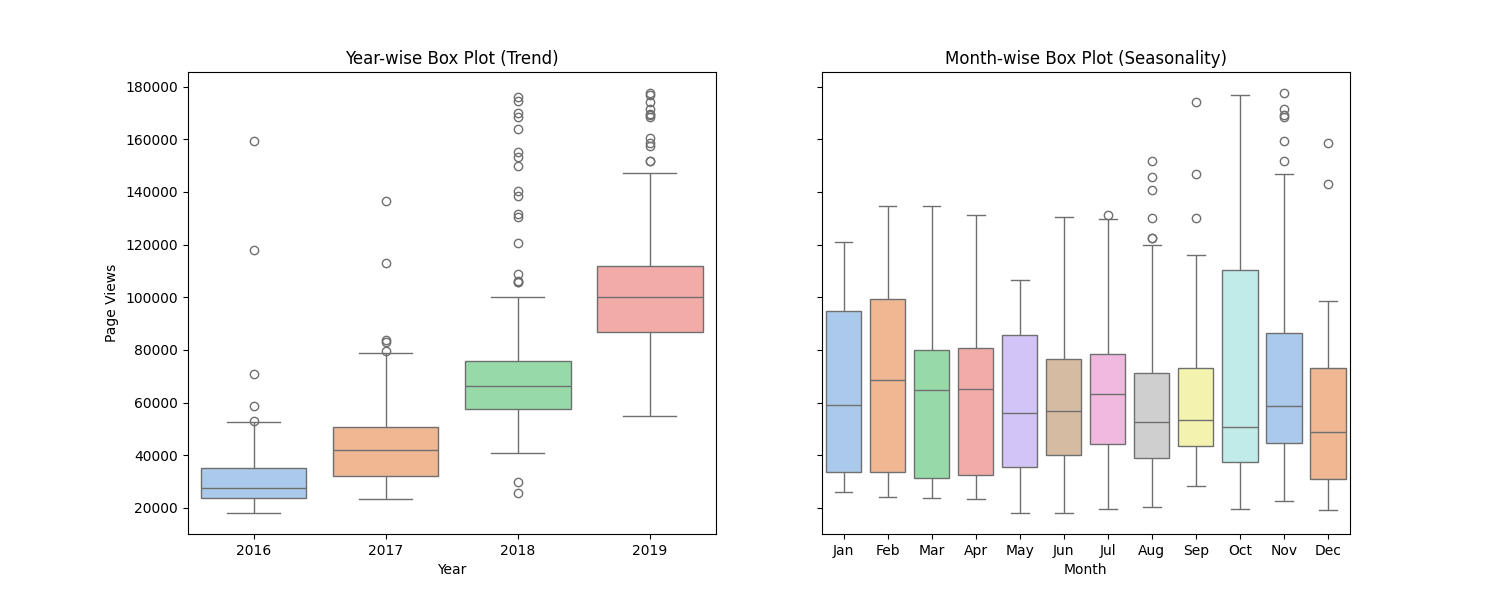 Year-wise Box Plot (Trend)
Page Views
180000
160000
140000
120000
100000
80000
60000
40000
20000
2016 2017 2018 2019
Year
Month-wise Box Plot (Seasonality)
Jan Feb Mar Apr May Jun Jul Aug Sep Oct Nov Dec
Month